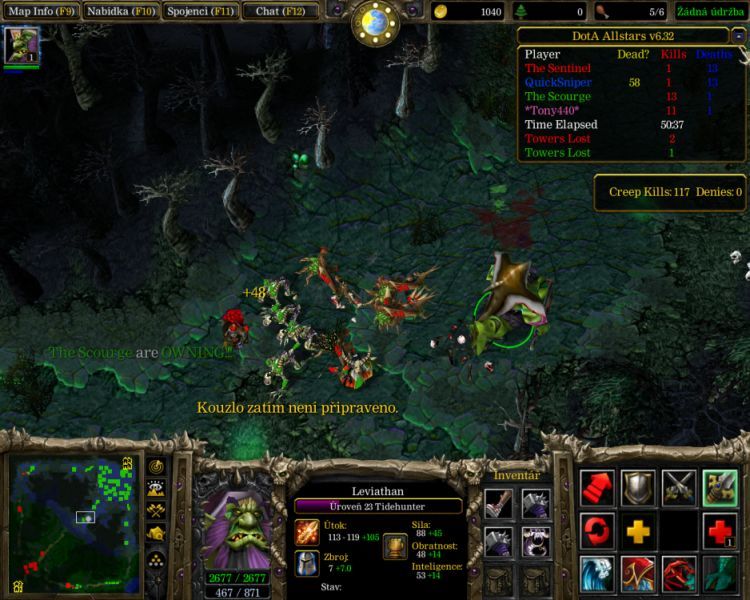 Map Info (F9) Nabídka (F10) Spojenci (F11) Chat (F12) 1040 0 5/6 Žádná údržba
1
DotA Allstars v6.32
Player Dead? Kills Deaths
The Sentinel 1 13
QuickSniper 58 1 13
The Scourge 13 1
*Tony440* 11 1
Time Elapsed 50:37
Towers Lost 2
Towers Lost 1
Creep Kills: 117 Denies: 0
+48
The Scourge are OWNING!!!
Kouzlo zatím není připraveno.
Leviathan
Úroveň 23 Tidehunter
Útok:
113 - 119 +105
Zbroj:
7 +7.0
Síla:
88 +45
Obratnost:
48 +14
Inteligence:
53 +14
Stav:
2677 / 2677
467 / 871
Inventář
1